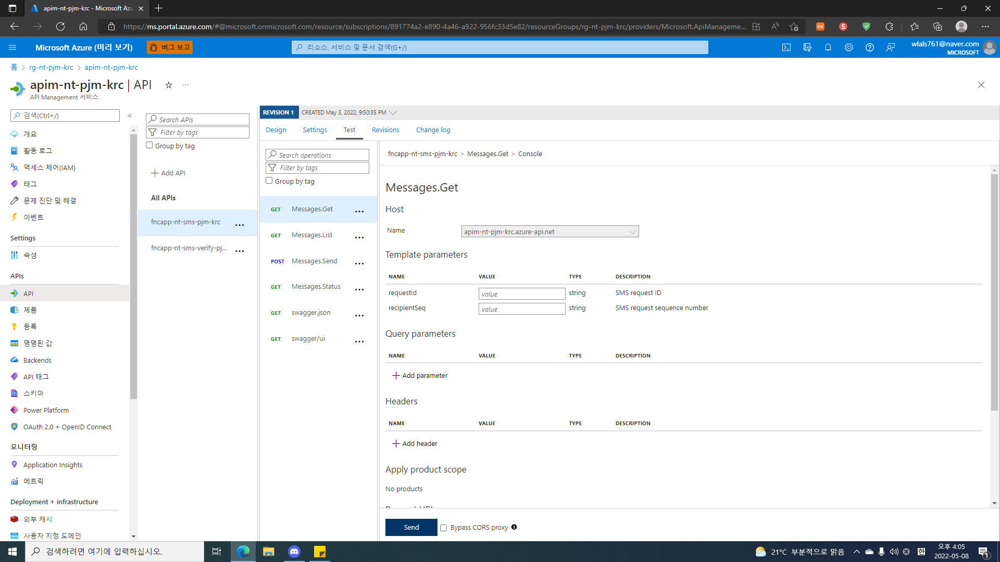 apim-nt-pjm-krc - Microsoft Azu
https://ms.portal.azure.com/#@microsoft.onmicrosoft.com/resource/subscriptions/891774a2-e890-4a46-a922-956fc33d5e82/resourceGroups/rg-nt-pjm-krc/providers/Microsoft.ApiManageme...
Microsoft Azure (미리 보기)
버그 보고
리소스, 서비스 및 문서 검색(G+/)
wlals761@naver.com
MICROSOFT
홈 > rg-nt-pjm-krc > apim-nt-pjm-krc
apim-nt-pjm-krc | API
API Management 서비스
검색(Ctrl+/)
개요
활동 로그
액세스 제어(IAM)
태그
문제 진단 및 해결
이벤트
Settings
속성
APIs
API
제품
등록
명명된 값
Backends
API 태그
스키마
Power Platform
OAuth 2.0 + OpenID Connect
모니터링
Application Insights
메트릭
Deployment + infrastructure
외부 캐시
사용자 지정 도메인
Search APIs
Filter by tags
Group by tag
Add API
All APIs
fncapp-nt-sms-pjm-krc
fncapp-nt-sms-verify-pj...
REVISION 1 CREATED May 3, 2022, 9:50:35 PM
Design Settings Test Revisions Change log
Search operations
Filter by tags
Group by tag
GET Messages.Get
GET Messages.List
POST Messages.Send
GET Messages.Status
GET swagger.json
GET swagger/ui
fncapp-nt-sms-pjm-krc > Messages.Get > Console
Messages.Get
Host
Name apim-nt-pjm-krc.azure-api.net
Template parameters
NAME VALUE TYPE DESCRIPTION
requestId value string SMS request ID
recipientSeq value string SMS request sequence number
Query parameters
NAME VALUE TYPE DESCRIPTION
Add parameter
Headers
NAME VALUE TYPE DESCRIPTION
Add header
Apply product scope
No products
Send Bypass CORS proxy
검색하려면 여기에 입력하십시오.
21°C 부분적으로 맑음
한
오후 4:05
2022-05-08
1